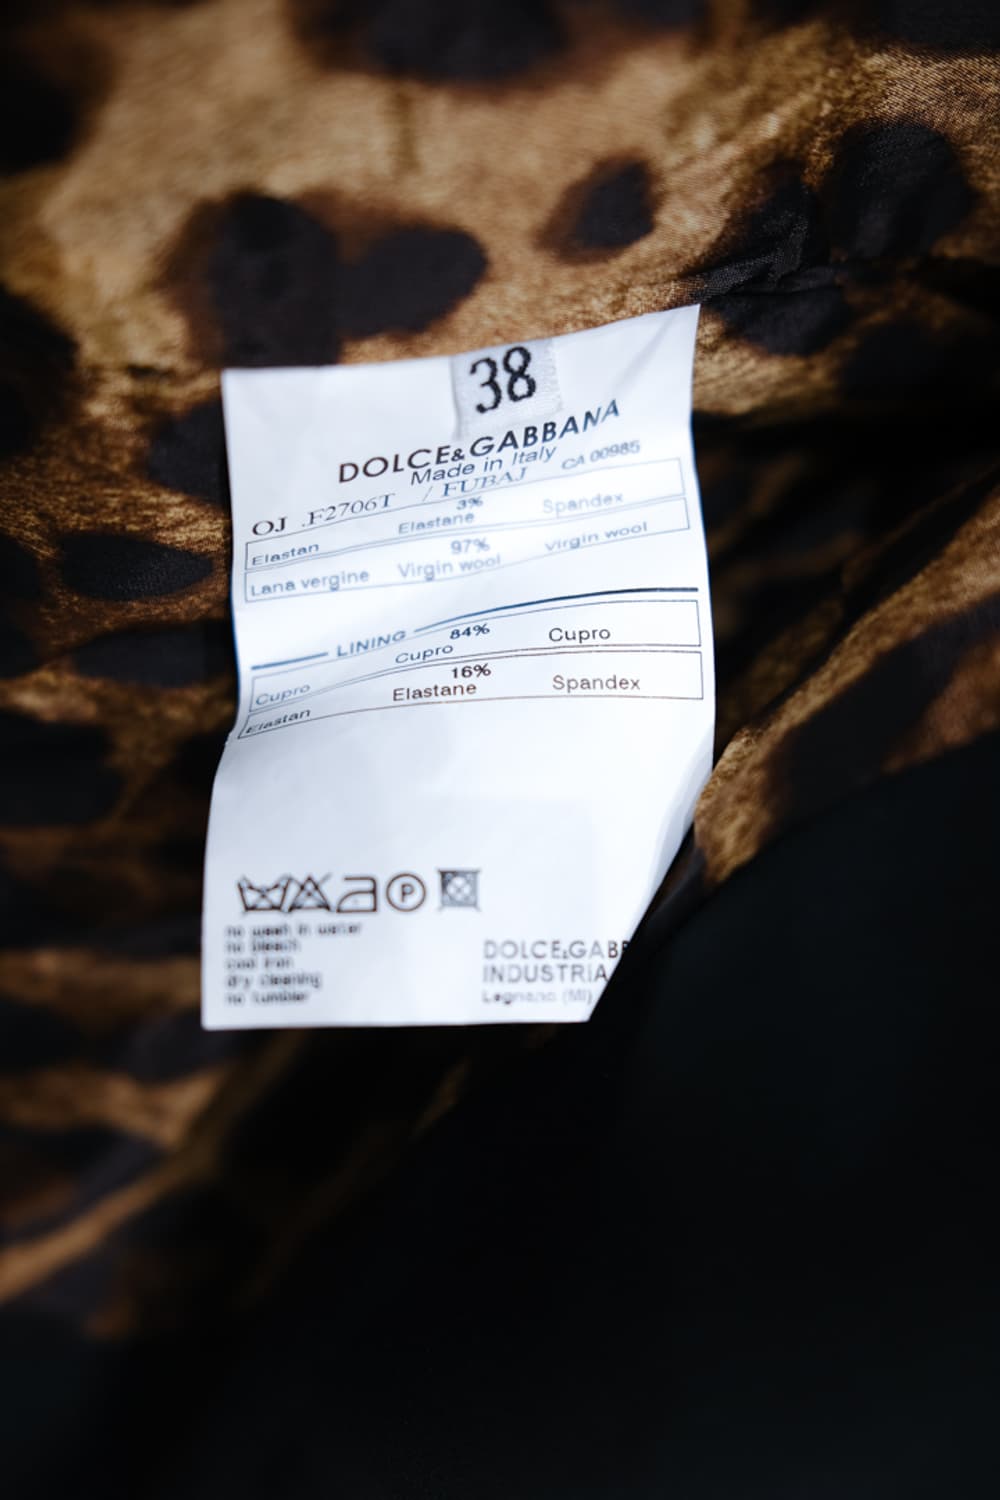 38
DOLCE&GABBANA
Made in Italy
OJ .F2706T / FUBAJ CA 00985
3%
Elastan Elastane Spandex
97%
Lana vergine Virgin wool Virgin wool
LINING
84%
Cupro Cupro Cupro
16%
Elastan Elastane Spandex
P
no wash in water
no bleach
cool iron
dry cleaning
no tumbler
DOLCE&GABB
INDUSTRIA
Legnano (MI)